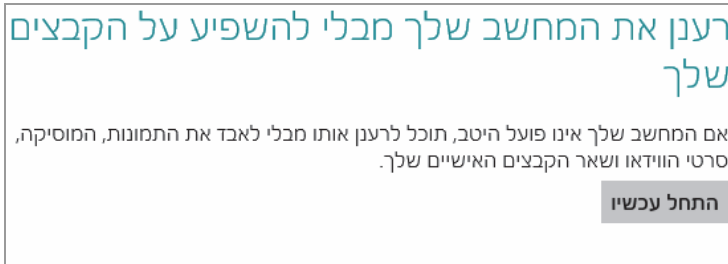 רענן את המחשב שלך מבלי להשפיע על הקבצים
שלך
אם המחשב שלך אינו פועל היטב, תוכל לרענן אותו מבלי לאבד את התמונות, המוסיקה,
סרטי הווידאו ושאר הקבצים האישיים שלך.
התחל עכשיו